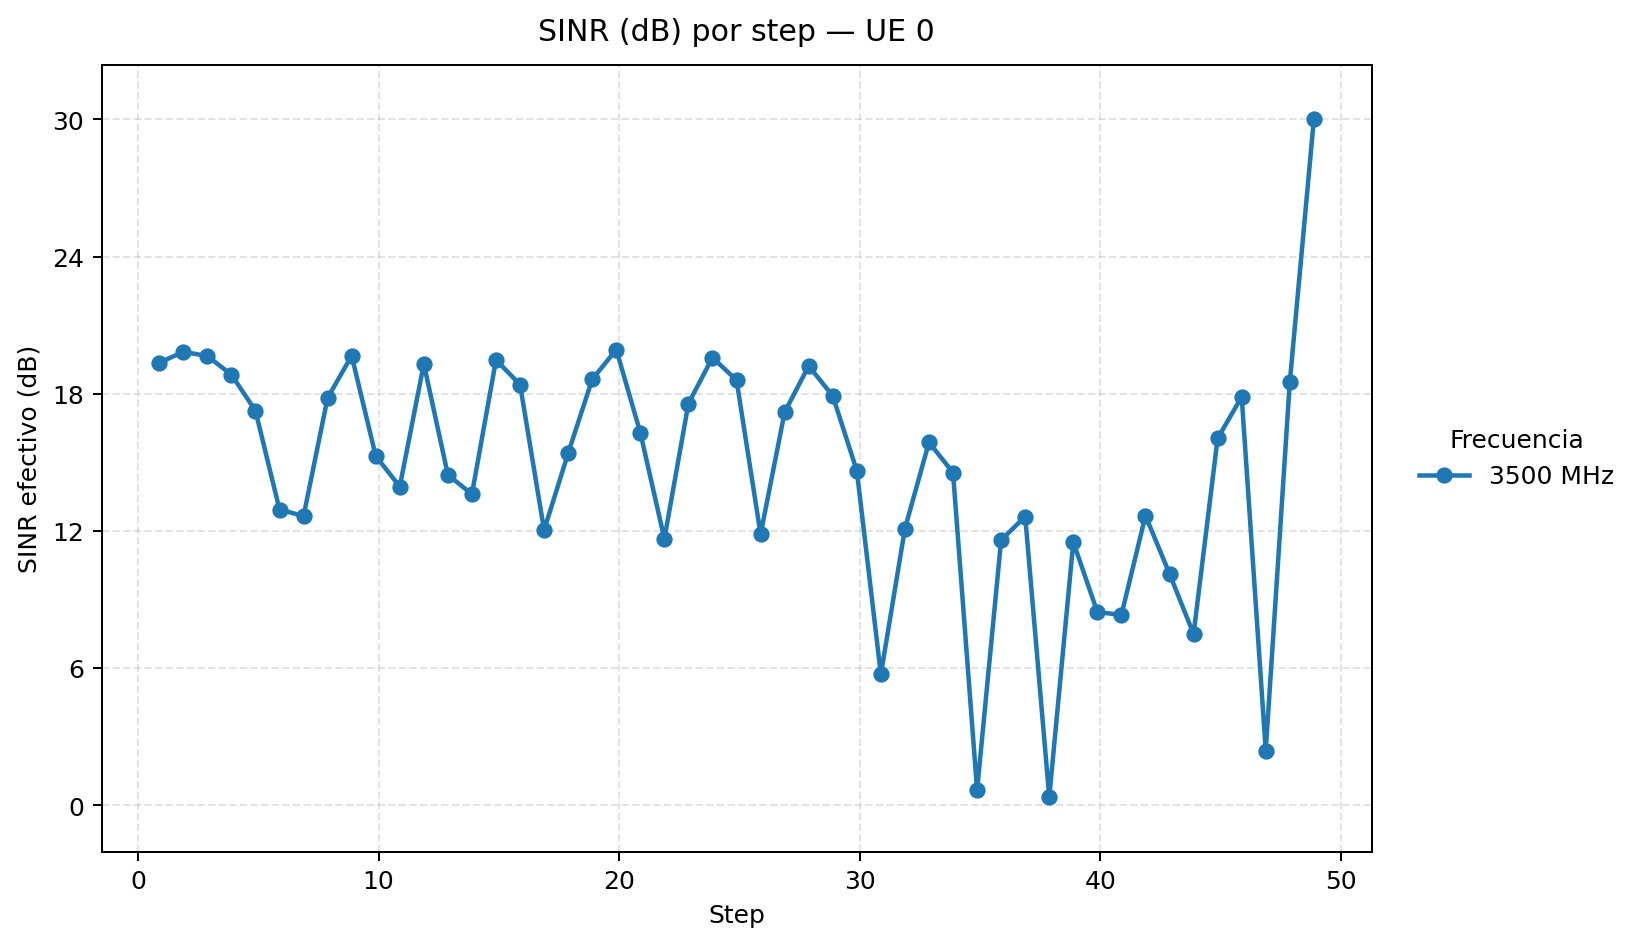 SINR (dB) por step — UE 0
30
24
18
12
6
0
SINR efectivo (dB)
0 10 20 30 40 50
Step
Frecuencia
3500 MHz